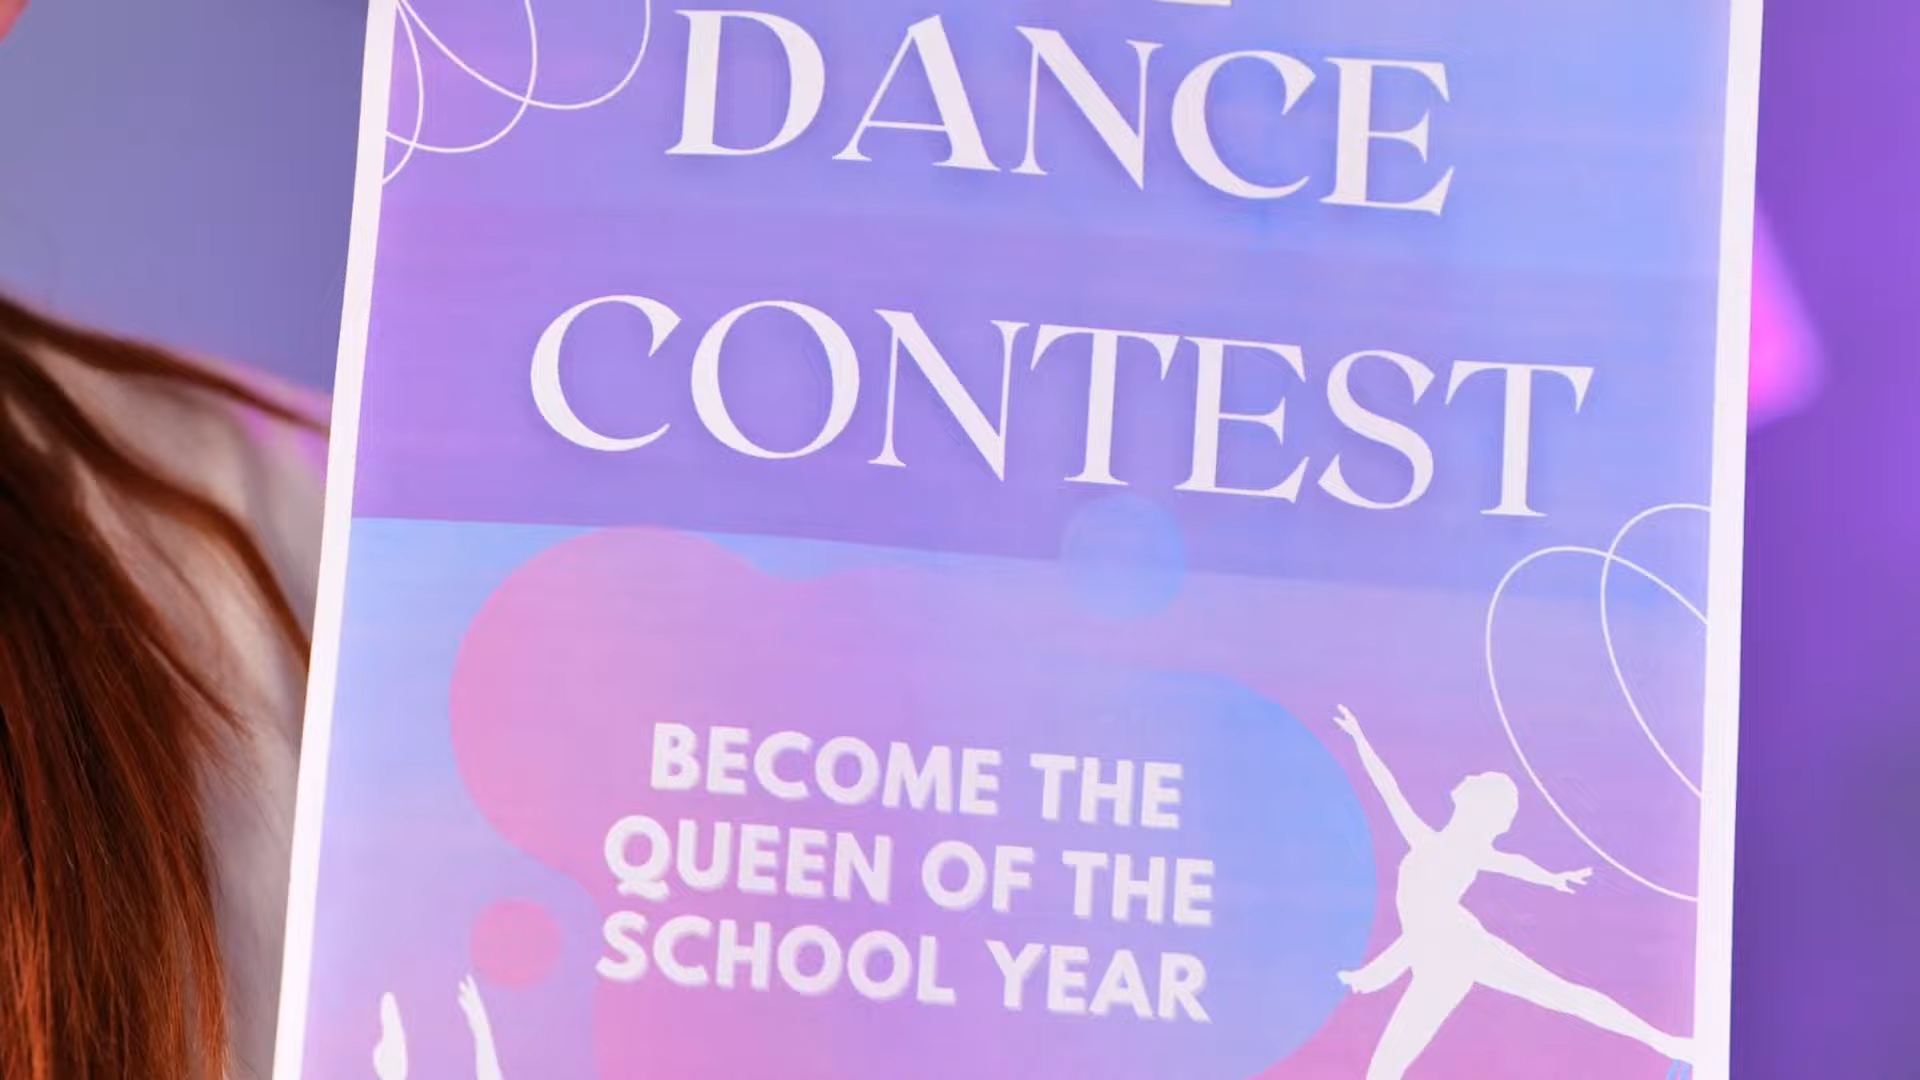 DANCE
CONTEST
BECOME THE
QUEEN OF THE
SCHOOL YEAR